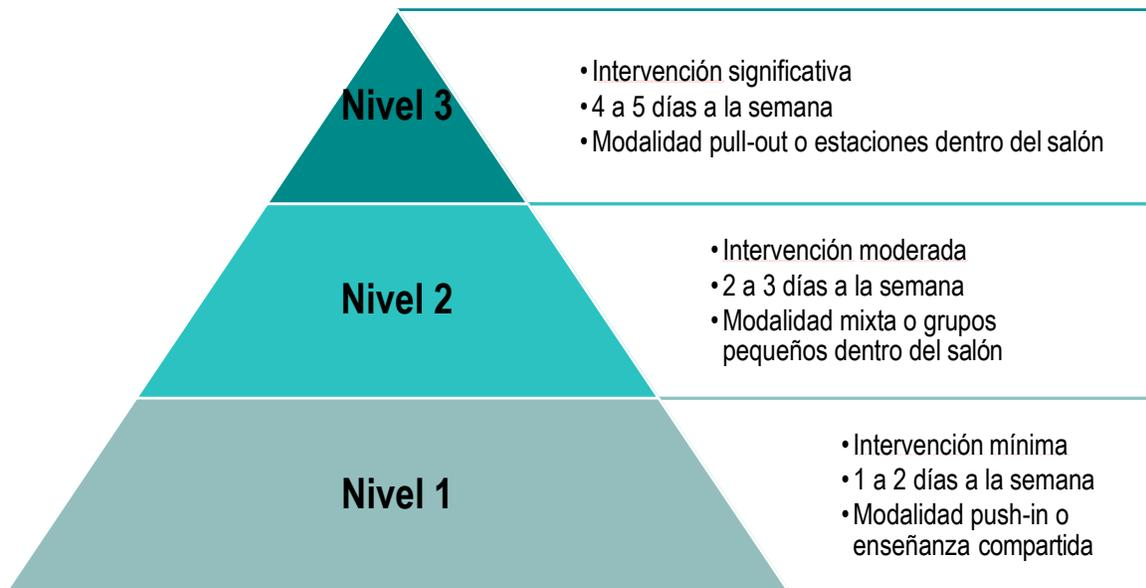 Nivel 3
• Intervención significativa
• 4 a 5 días a la semana
• Modalidad pull-out o estaciones dentro del salón
Nivel 2
• Intervención moderada
• 2 a 3 días a la semana
• Modalidad mixta o grupos
pequeños dentro del salón
Nivel 1
• Intervención mínima
• 1 a 2 días a la semana
• Modalidad push-in o
enseñanza compartida